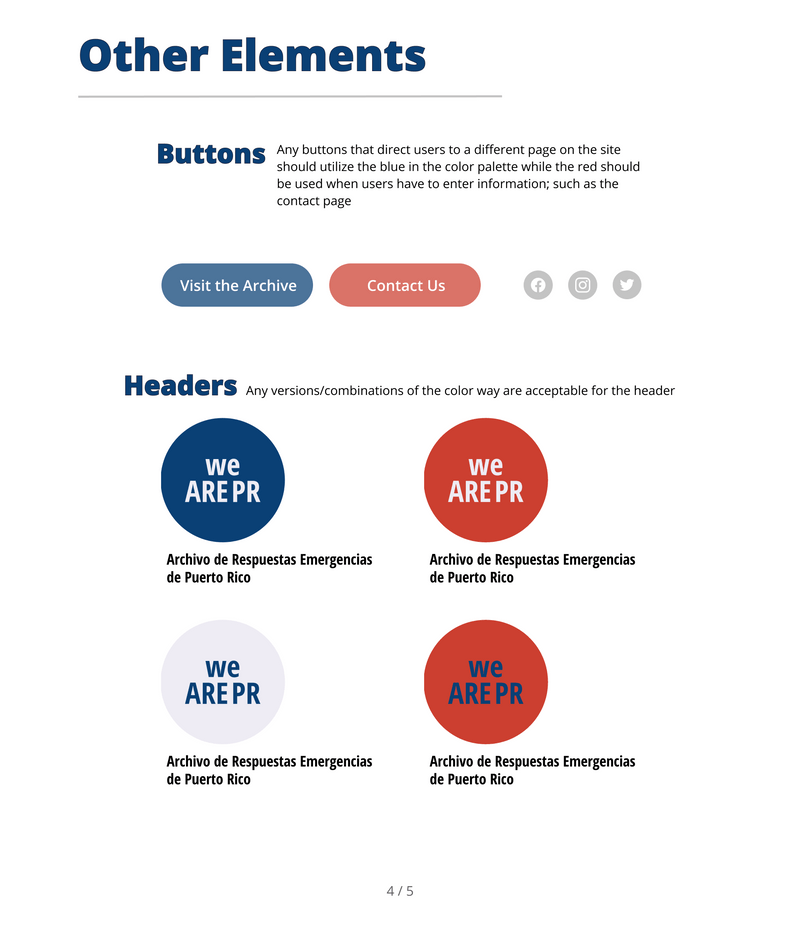 Other Elements
Buttons
Any buttons that direct users to a different page on the site
should utilize the blue in the color palette while the red should
be used when users have to enter information; such as the
contact page
Visit the Archive
Contact Us
Headers
Any versions/combinations of the color way are acceptable for the header
we
ARE PR
we
ARE PR
Archivo de Respuestas Emergencias
de Puerto Rico
Archivo de Respuestas Emergencias
de Puerto Rico
we
ARE PR
we
ARE PR
Archivo de Respuestas Emergencias
de Puerto Rico
Archivo de Respuestas Emergencias
de Puerto Rico
4 / 5